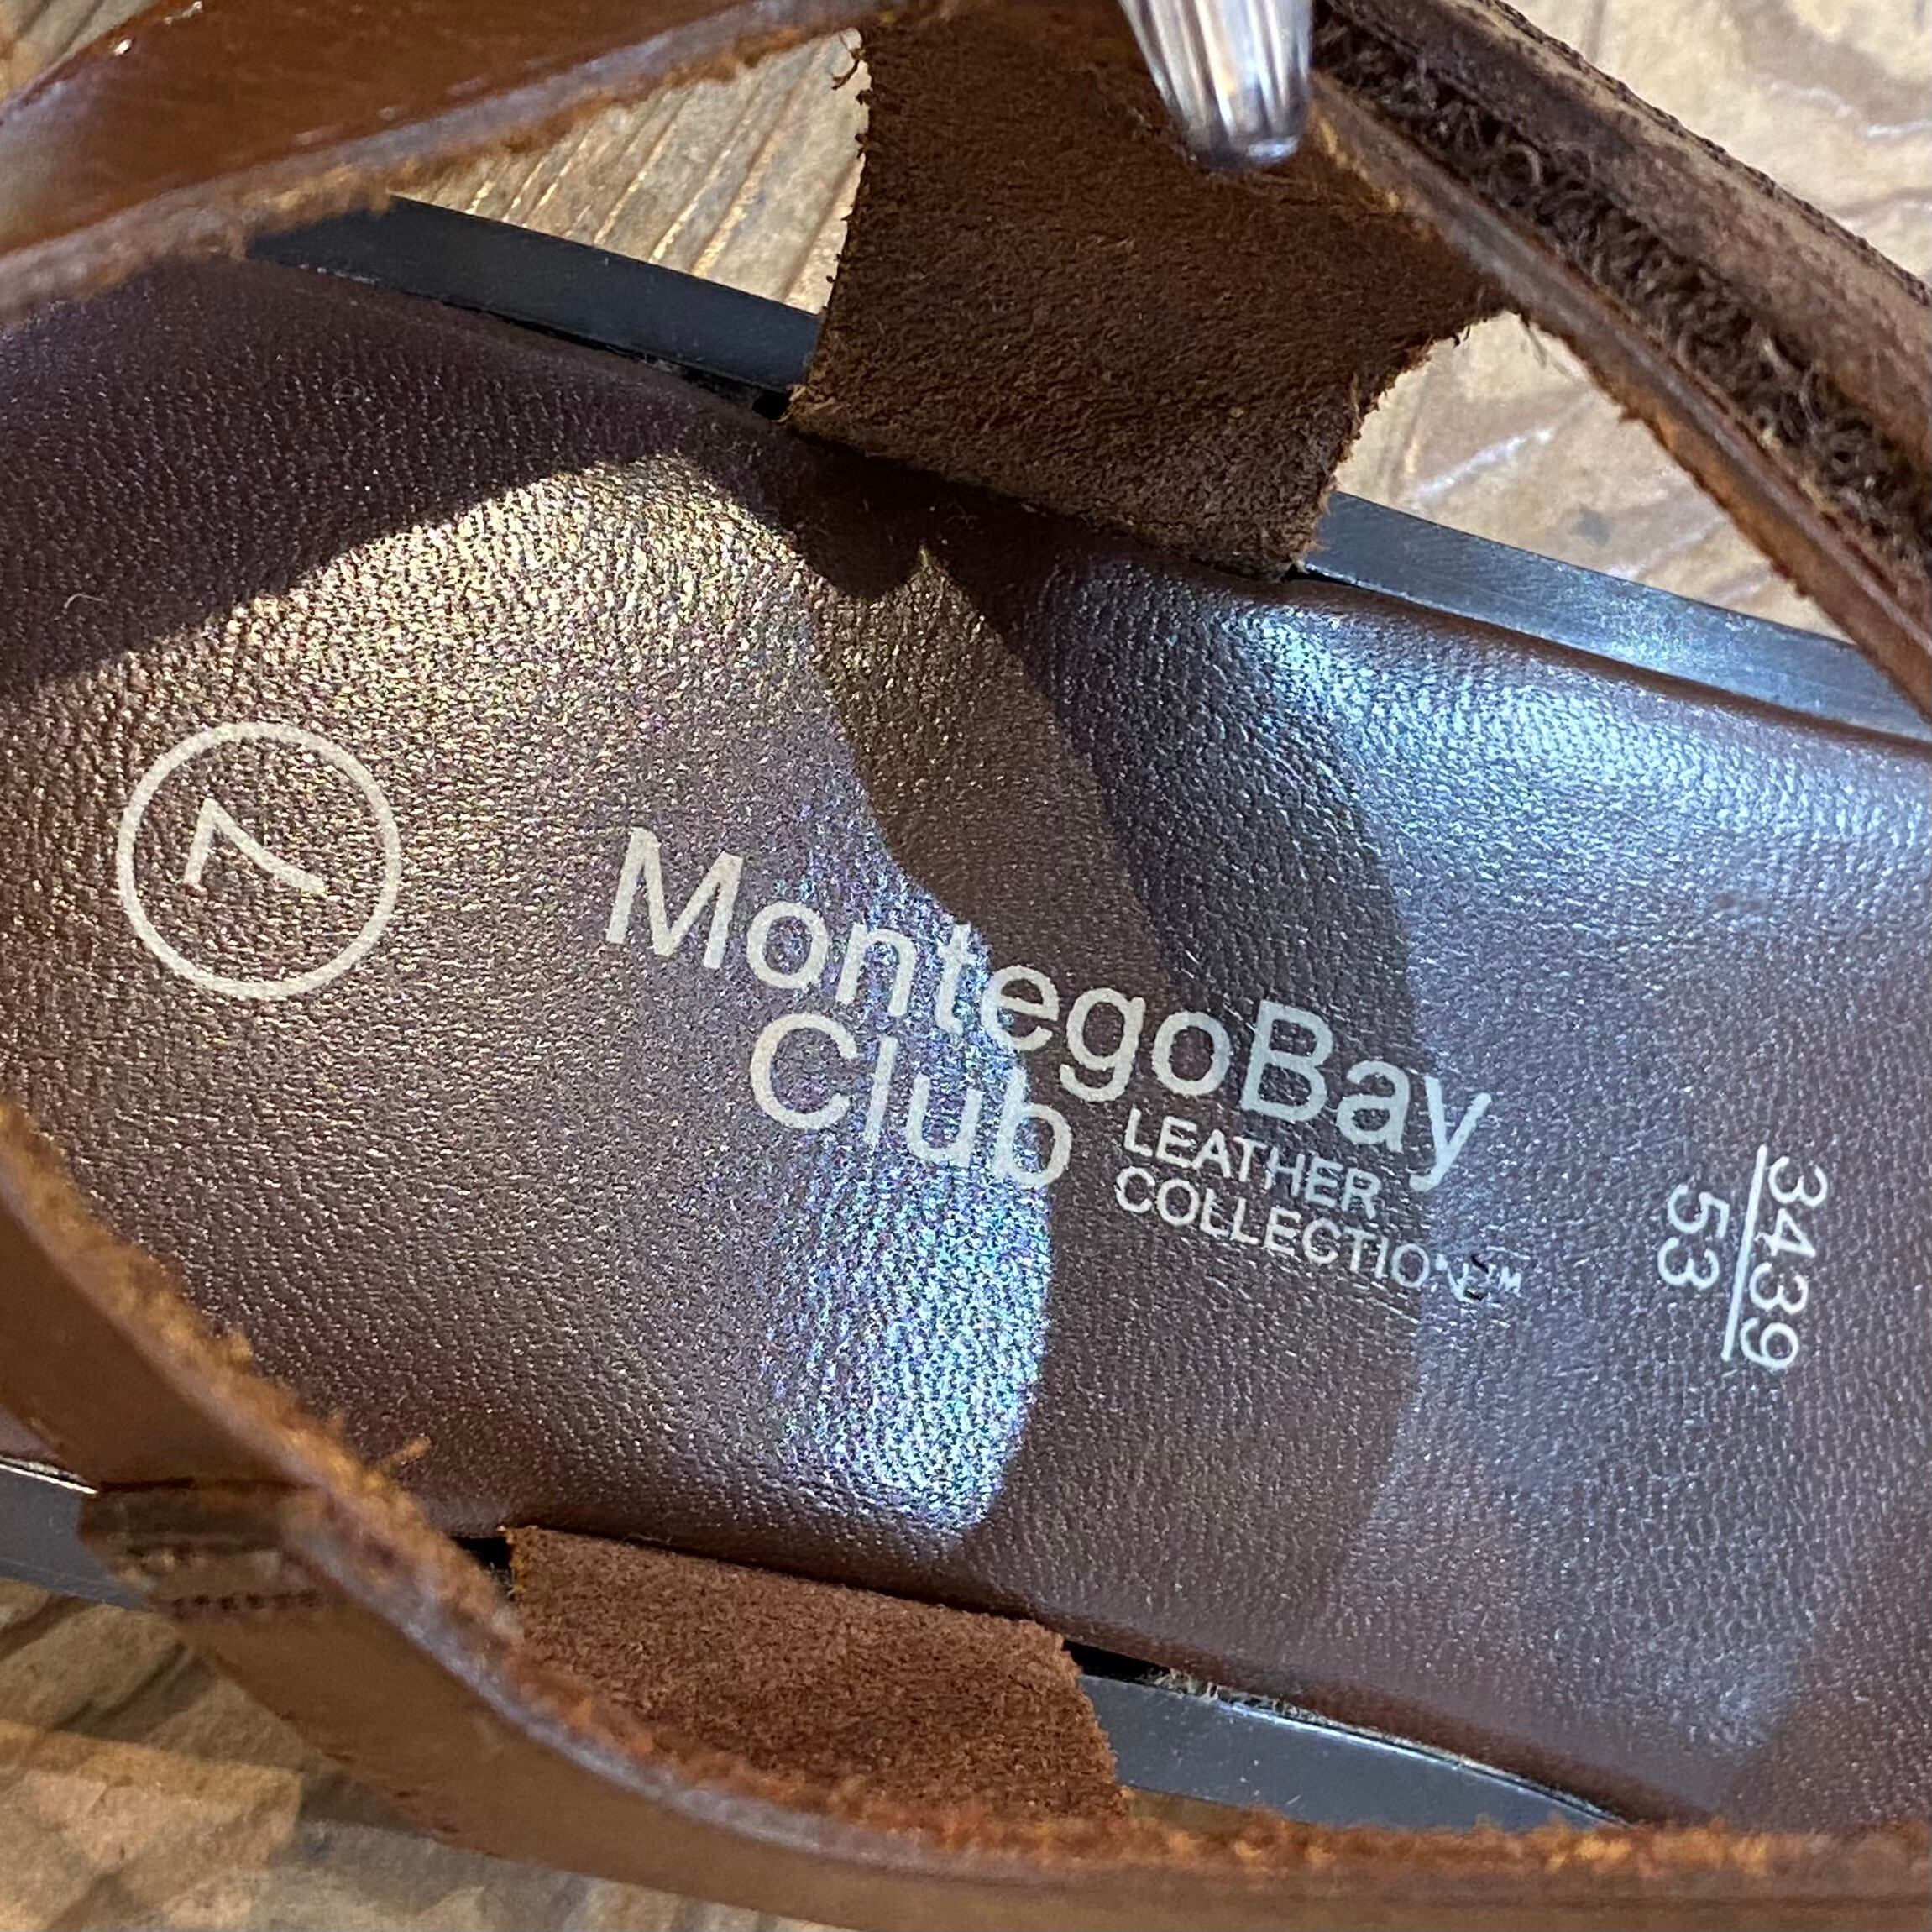 7
MontegoBay
Club
LEATHER
COLLECTION™
3439
53